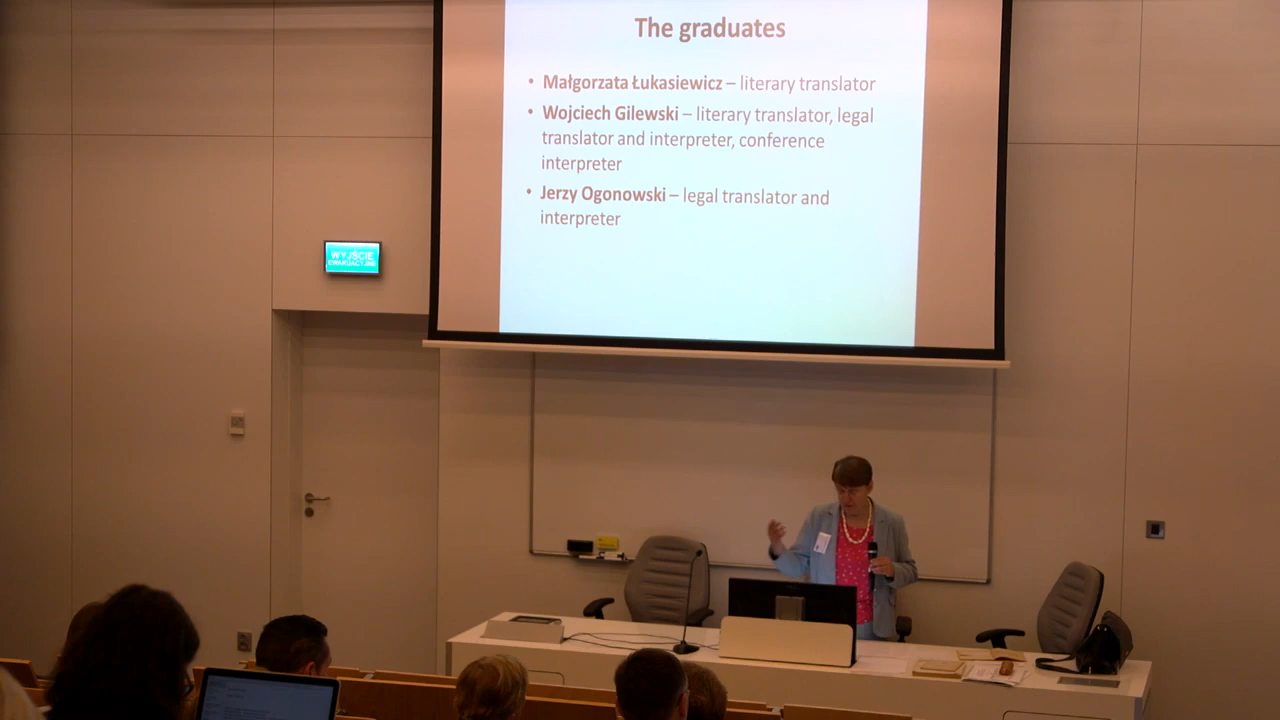 The graduates
• Małgorzata Łukasiewicz – literary translator
• Wojciech Gilewski – literary translator, legal
translator and interpreter, conference
interpreter
• Jerzy Ogonowski – legal translator and
interpreter
WYJŚCIE
EWAKUACYJNE